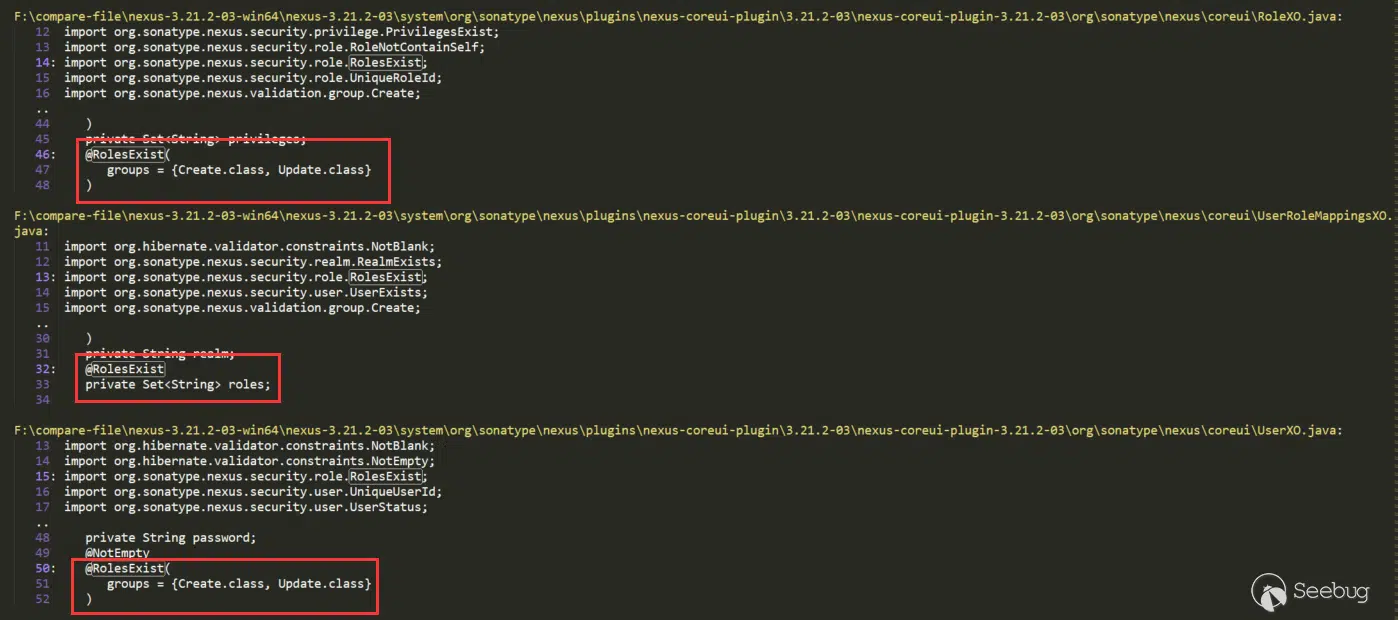 F:\compare-file\nexus-3.21.2-03-win64\nexus-3.21.2-03\system\org\sonatype\nexus\plugins\nexus-coreui-plugin\3.21.2-03\nexus-coreui-plugin-3.21.2-03\org\sonatype\nexus\coreui\RoleXO.java:
12 import org.sonatype.nexus.security.privilege.PrivilegesExist;
13 import org.sonatype.nexus.security.role.RoleNotContainSelf;
14: import org.sonatype.nexus.security.role.RolesExist;
15 import org.sonatype.nexus.security.role.UniqueRoleId;
16 import org.sonatype.nexus.validation.group.Create;
..
44 )
45 private Set<String> privileges;
46: @RolesExist(
47 groups = {Create.class, Update.class}
48 )
F:\compare-file\nexus-3.21.2-03-win64\nexus-3.21.2-03\system\org\sonatype\nexus\plugins\nexus-coreui-plugin\3.21.2-03\nexus-coreui-plugin-3.21.2-03\org\sonatype\nexus\coreui\UserRoleMappingsXO.
java:
11 import org.hibernate.validator.constraints.NotBlank;
12 import org.sonatype.nexus.security.realm.RealmExists;
13: import org.sonatype.nexus.security.role.RolesExist;
14 import org.sonatype.nexus.security.user.UserExists;
15 import org.sonatype.nexus.validation.group.Create;
..
30 )
31 private String realm;
32: @RolesExist
33 private Set<String> roles;
34
F:\compare-file\nexus-3.21.2-03-win64\nexus-3.21.2-03\system\org\sonatype\nexus\plugins\nexus-coreui-plugin\3.21.2-03\nexus-coreui-plugin-3.21.2-03\org\sonatype\nexus\coreui\UserXO.java:
13 import org.hibernate.validator.constraints.NotBlank;
14 import org.hibernate.validator.constraints.NotEmpty;
15: import org.sonatype.nexus.security.role.RolesExist;
16 import org.sonatype.nexus.security.user.UniqueUserId;
17 import org.sonatype.nexus.security.user.UserStatus;
..
48 private String password;
49 @NotEmpty
50: @RolesExist(
51 groups = {Create.class, Update.class}
52 )
Seebug